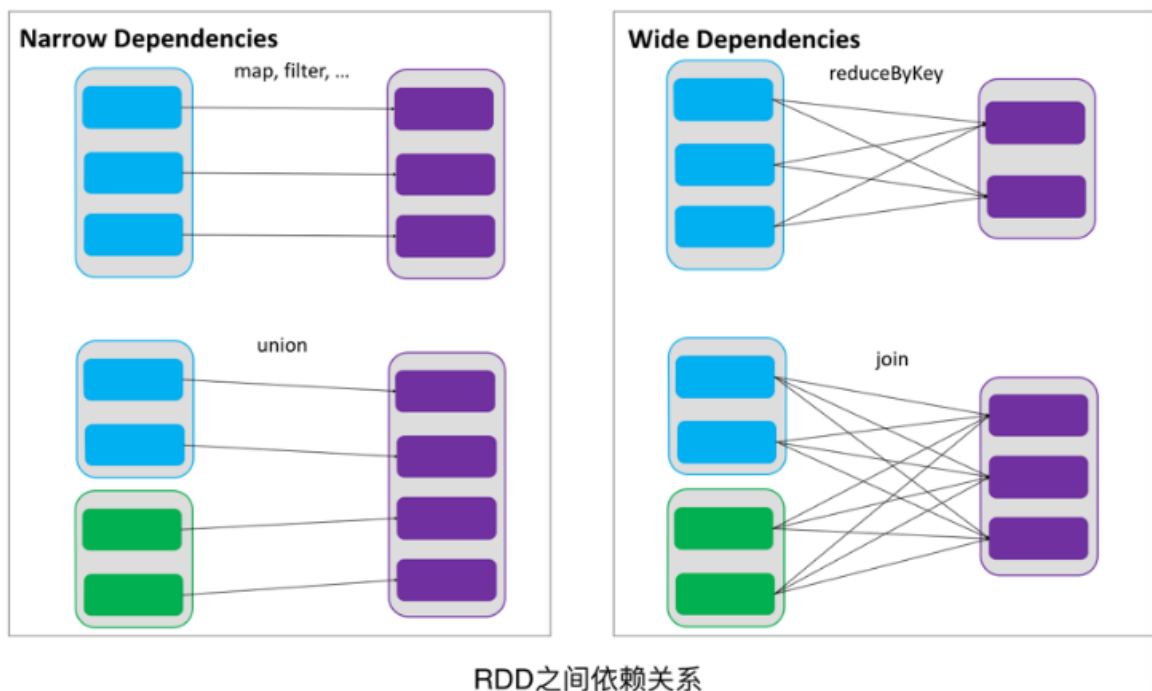 Narrow Dependencies
map, filter, ...
union
Wide Dependencies
reduceByKey
join
RDD之间依赖关系